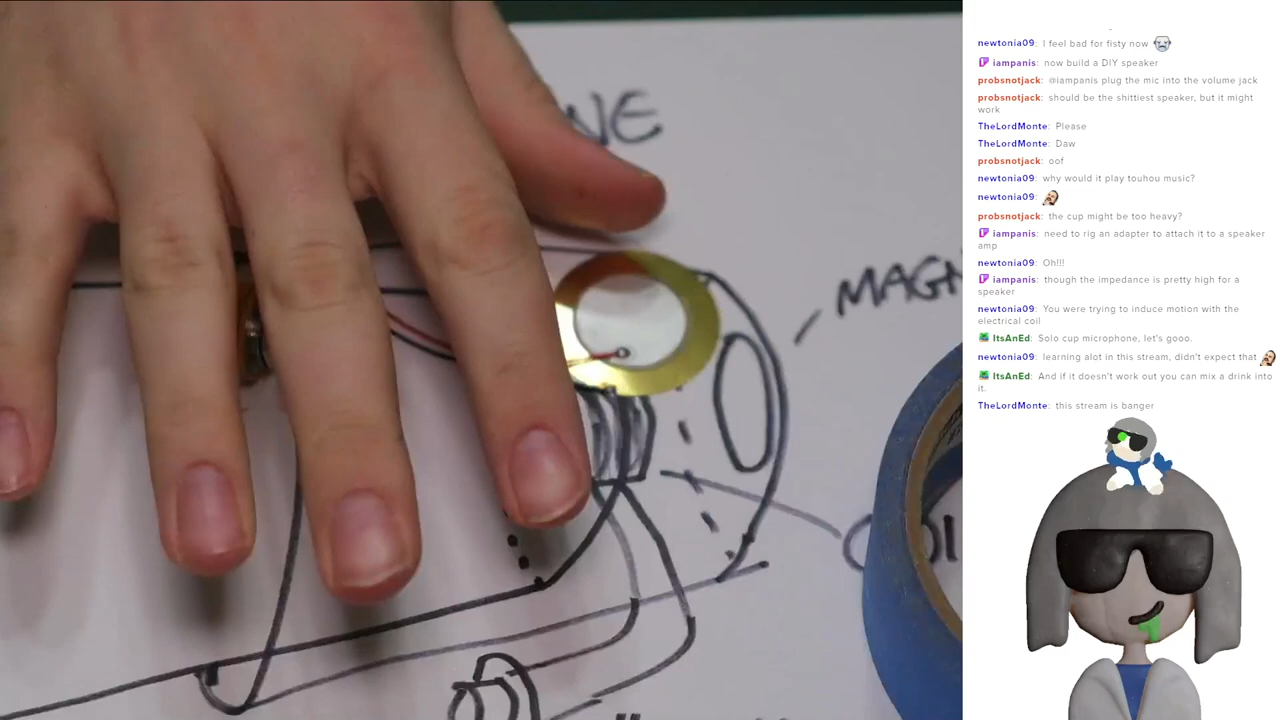 newtonia09: I feel bad for fisty now
iampanis: now build a DIY speaker
probsnotjack: @iampanis plug the mic into the volume jack
probsnotjack: should be the shittiest speaker, but it might
work
TheLordMonte: Please
TheLordMonte: Daw
probsnotjack: oof
newtonia09: why would it play touhou music?
newtonia09:
probsnotjack: the cup might be too heavy?
iampanis: need to rig an adapter to attach it to a speaker
amp
newtonia09: Oh!!!
iampanis: though the impedance is pretty high for a
speaker
newtonia09: You were trying to induce motion with the
electrical coil
ItsAnEd: Solo cup microphone, let's gooo.
newtonia09: learning alot in this stream, didn't expect that
ItsAnEd: And if it doesn't work out you can mix a drink into
it.
TheLordMonte: this stream is banger
NE
MAGN